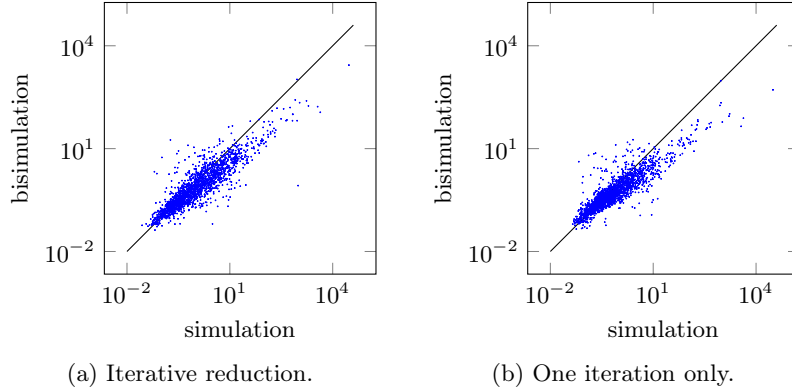 10^4
10^1
10^−2
bisimulation
10^−2 10^1 10^4
simulation
(a) Iterative reduction.
10^4
10^1
10^−2
bisimulation
10^−2 10^1 10^4
simulation
(b) One iteration only.